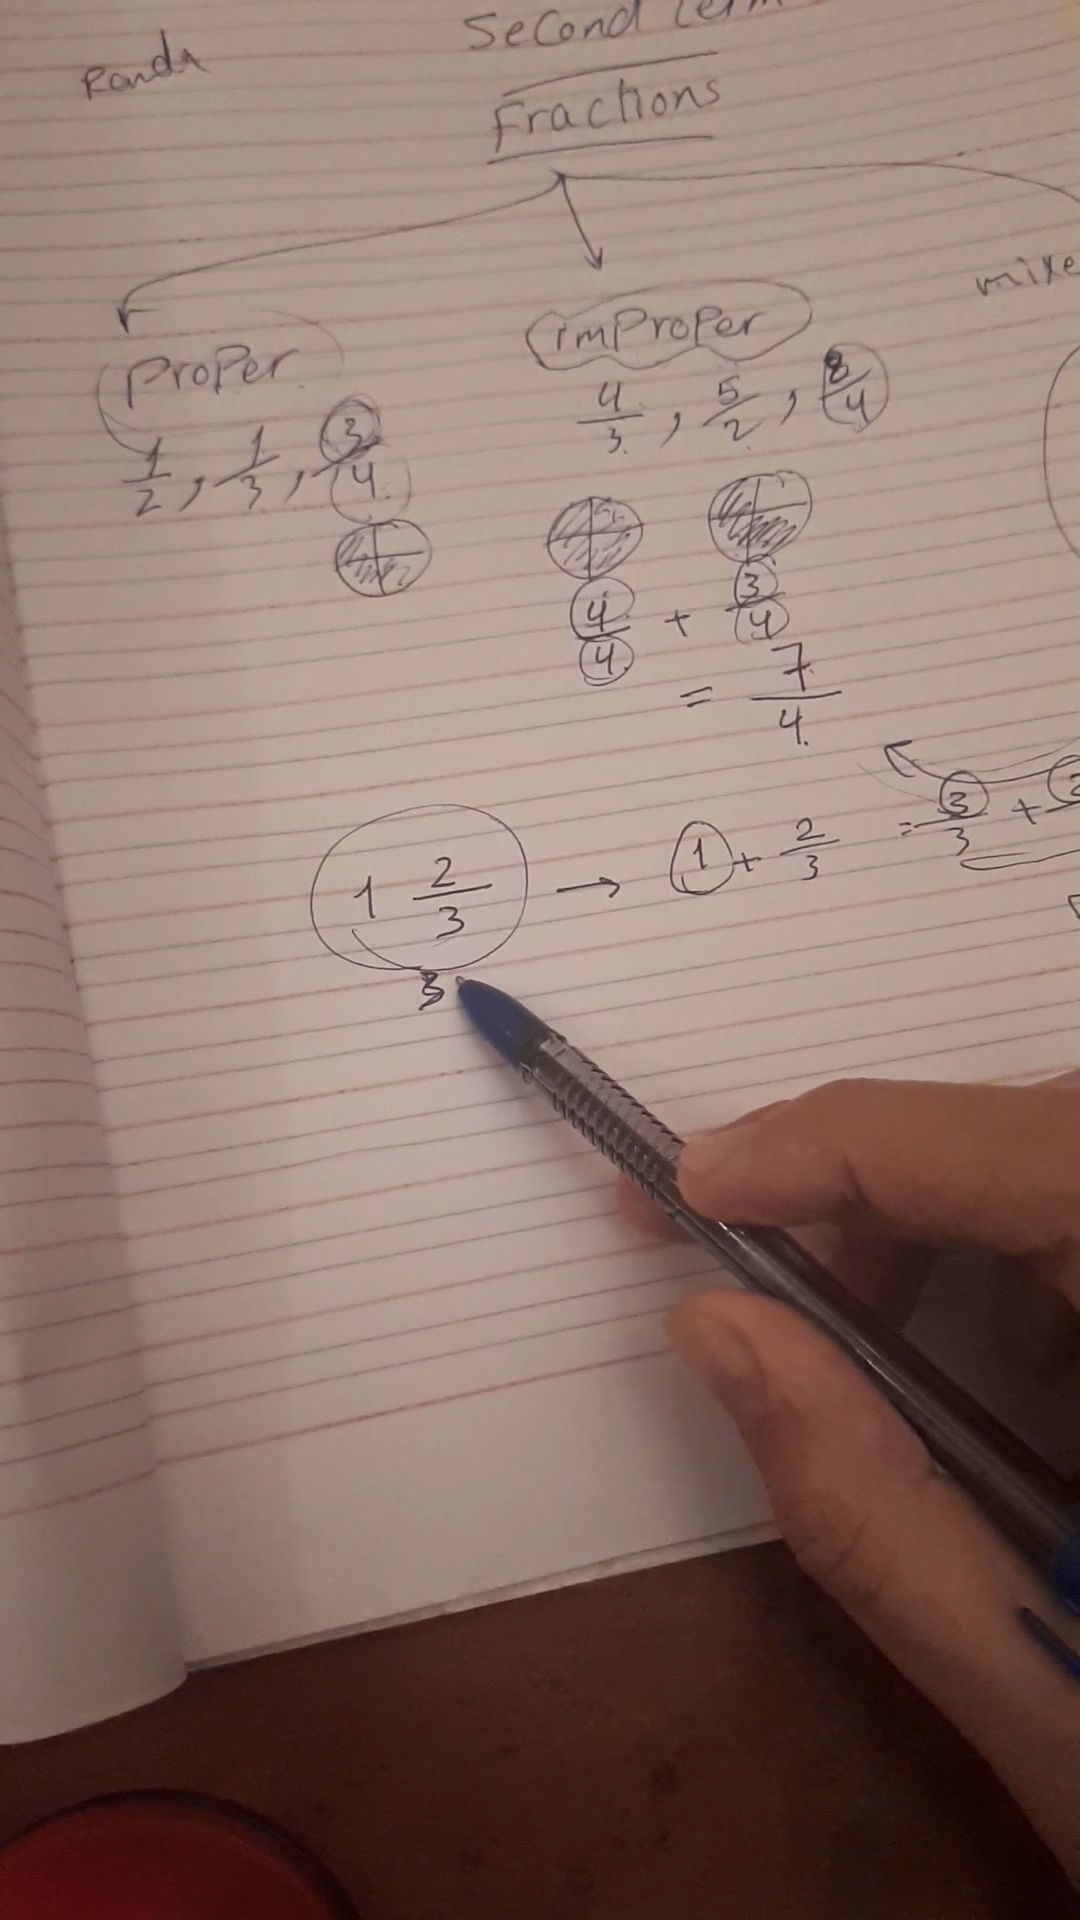 Randa
Second
Fractions
Proper
improper
mixe
1/2, 1/3, 3/4
4/3, 5/2, 8/4
4/4 + 3/4
= 7/4
1 2/3 → 1 + 2/3 = 3/3 +
3